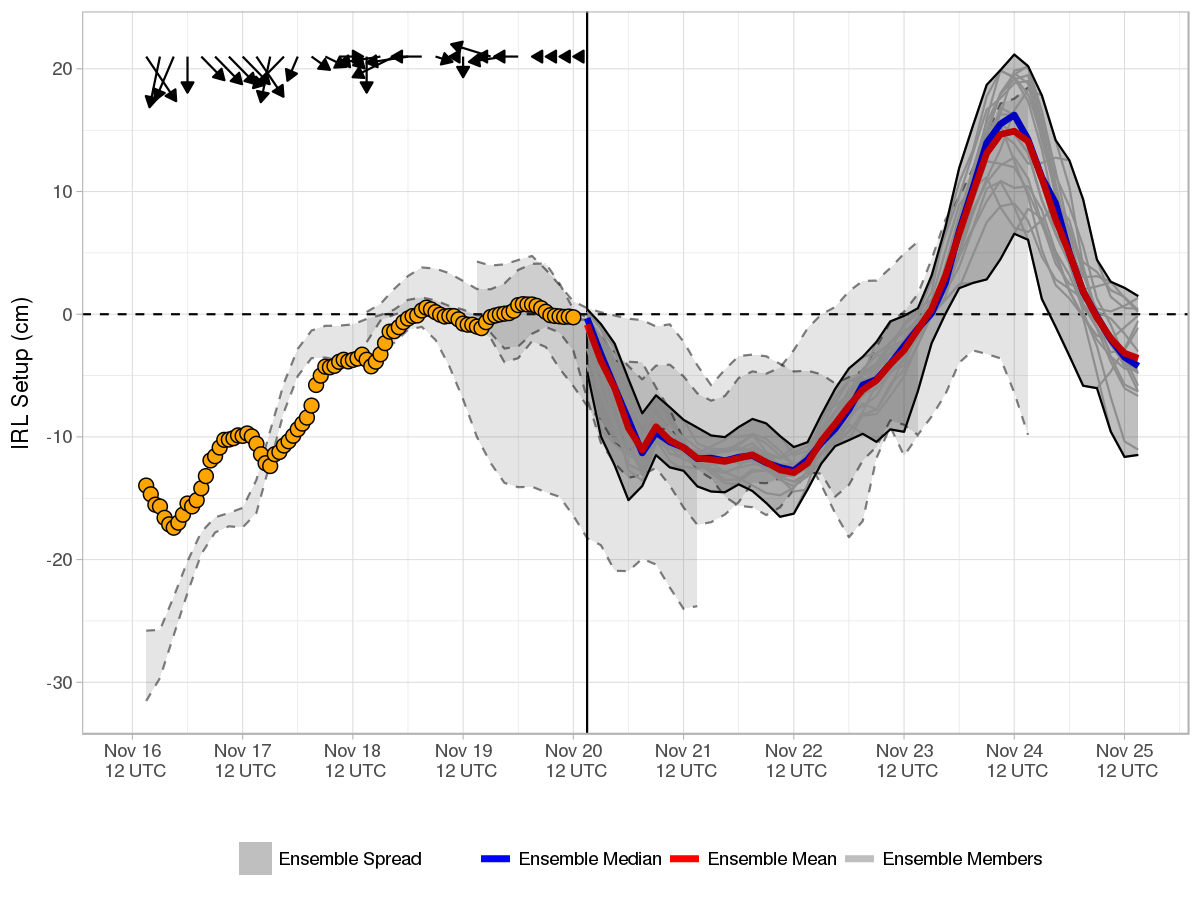 IRL Setup (cm)
20
10
0
-10
-20
-30
Nov 16 Nov 17 Nov 18 Nov 19 Nov 20 Nov 21 Nov 22 Nov 23 Nov 24 Nov 25
12 UTC 12 UTC 12 UTC 12 UTC 12 UTC 12 UTC 12 UTC 12 UTC 12 UTC 12 UTC
Ensemble Spread Ensemble Median Ensemble Mean Ensemble Members